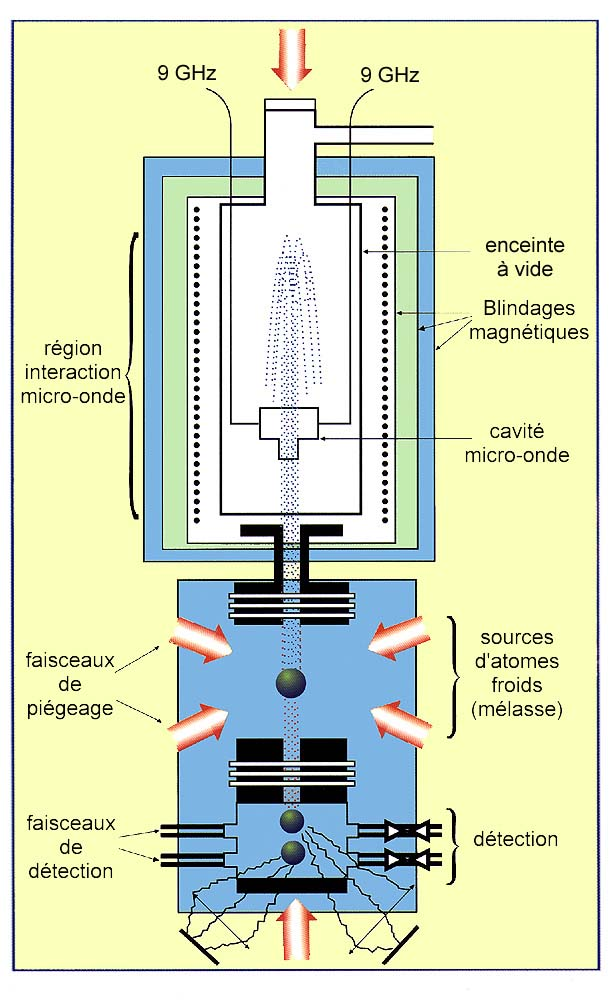 9 GHz
9 GHz
enceinte
à vide
Blindages
magnétiques
région
interaction
micro-onde
cavité
micro-onde
faisceaux
de
piégeage
sources
d'atomes
froids
(mélasse)
faisceaux
de
détection
détection